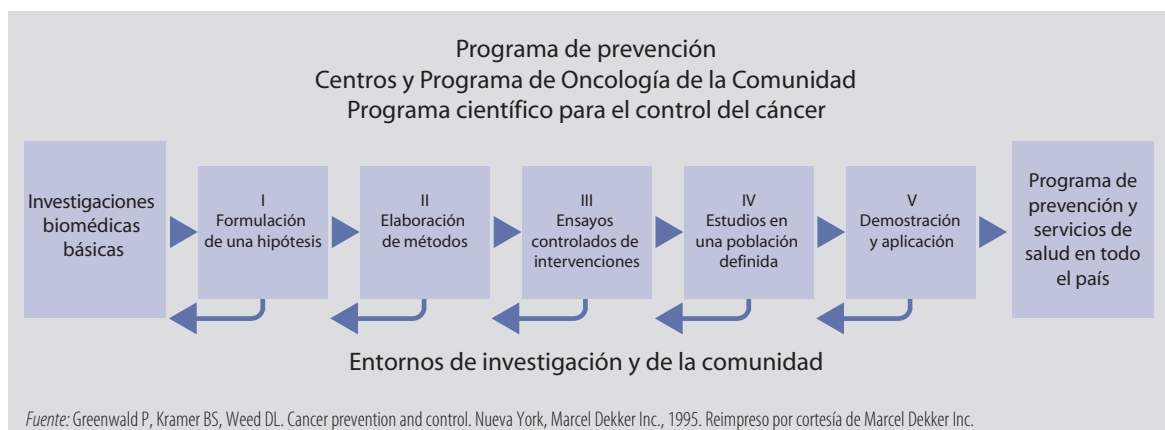 Programa de prevención
Centros y Programa de Oncología de la Comunidad
Programa científico para el control del cáncer
Investigaciones
biomédicas
básicas
I
Formulación
de una hipótesis
II
Elaboración
de métodos
III
Ensayos
controlados de
intervenciones
IV
Estudios en
una población
definida
V
Demostración
y aplicación
Programa de
prevención y
servicios de
salud en todo
el país
Entornos de investigación y de la comunidad
Fuente: Greenwald P, Kramer BS, Weed DL. Cancer prevention and control. Nueva York, Marcel Dekker Inc., 1995. Reimpreso por cortesía de Marcel Dekker Inc.